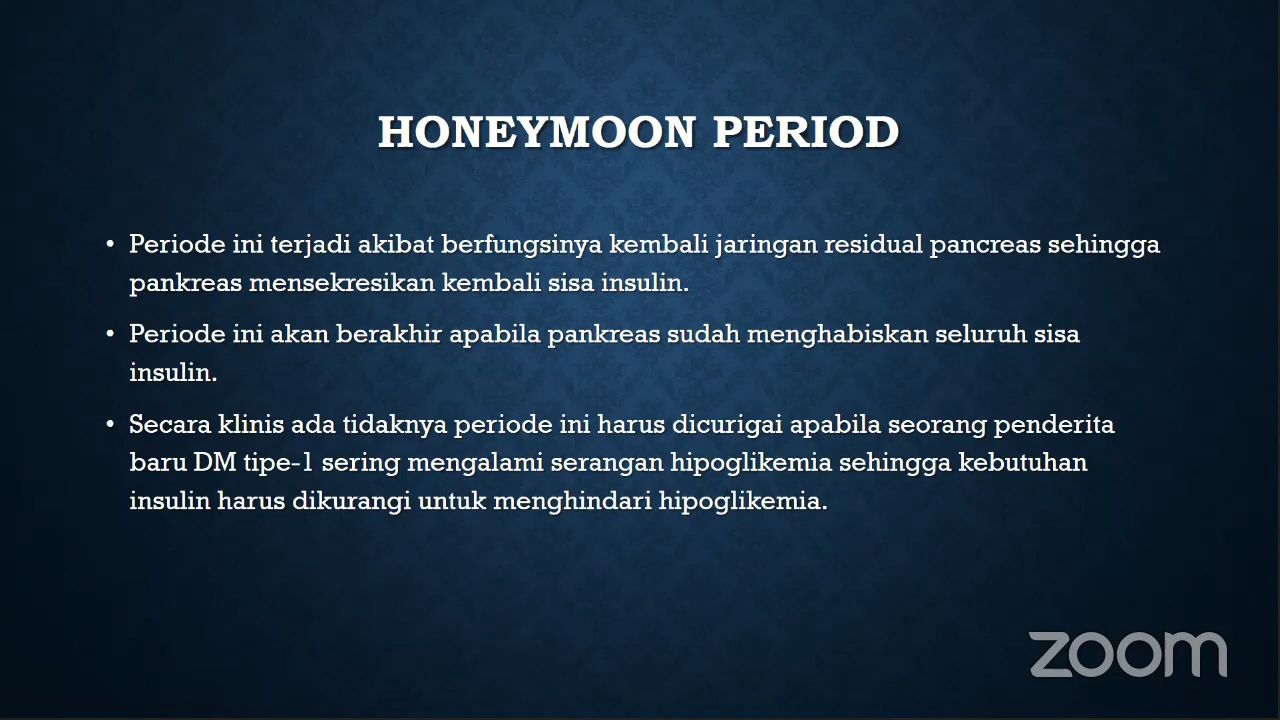 HONEYMOON PERIOD
• Periode ini terjadi akibat berfungsinya kembali jaringan residual pancreas sehingga
pankreas mensekresikan kembali sisa insulin.
• Periode ini akan berakhir apabila pankreas sudah menghabiskan seluruh sisa
insulin.
• Secara klinis ada tidaknya periode ini harus dicurigai apabila seorang penderita
baru DM tipe-1 sering mengalami serangan hipoglikemia sehingga kebutuhan
insulin harus dikurangi untuk menghindari hipoglikemia.
zoom